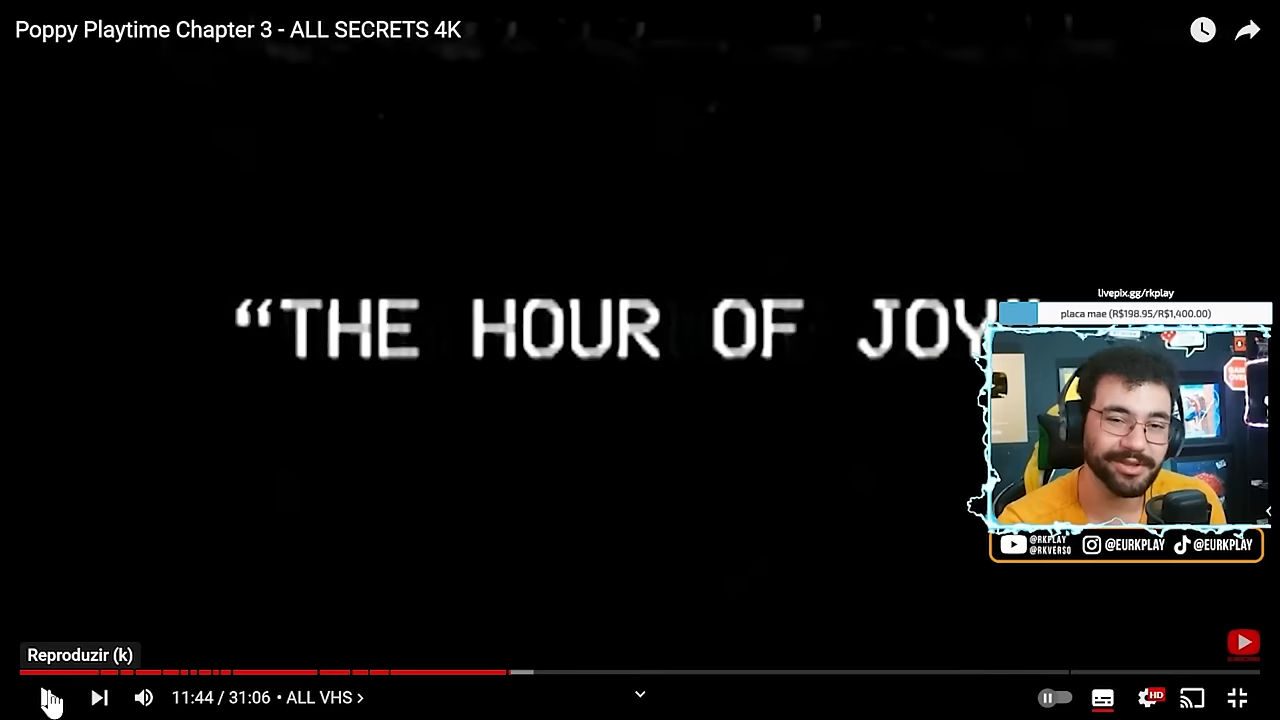 Poppy Playtime Chapter 3 - ALL SECRETS 4K
“THE HOUR OF JOY"
livepix.gg/rkplay
placa mae (R$198.95/R$1,400.00)
@RKPLAY
@RKVERSO
@EURKPLAY
@EURKPLAY
Reproduzir (k)
11:44 / 31:06 • ALL VHS
HD